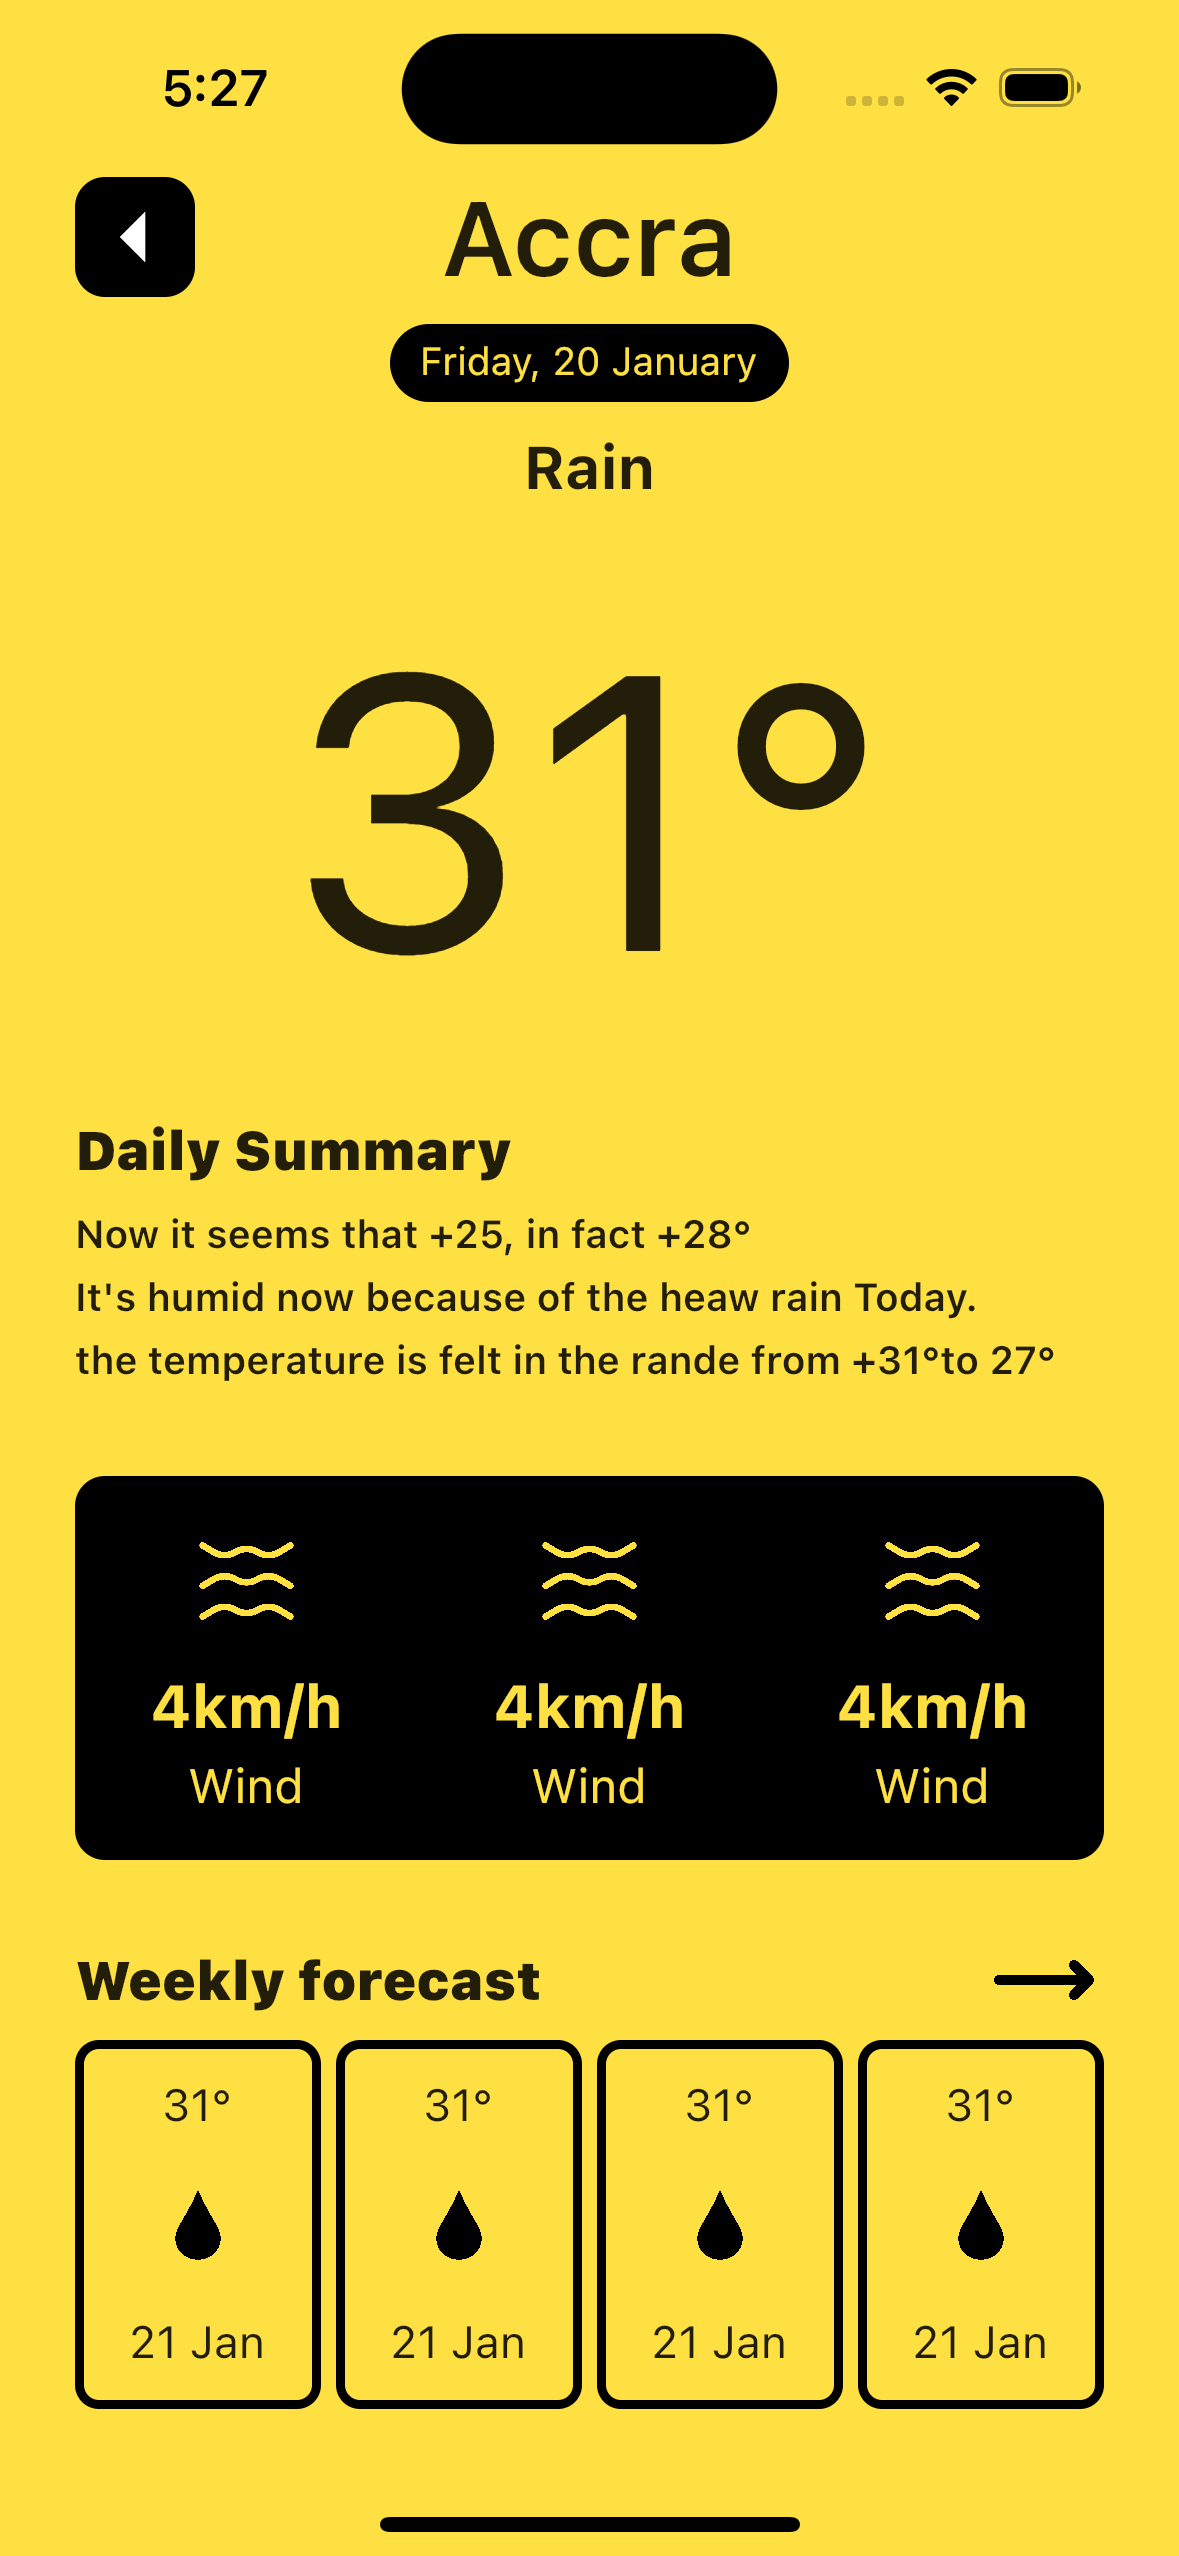 5:27
Accra
Friday, 20 January
Rain
31°
Daily Summary
Now it seems that +25, in fact +28°
It's humid now because of the heaw rain Today.
the temperature is felt in the rande from +31°to 27°
4km/h 4km/h 4km/h
Wind Wind Wind
Weekly forecast
31° 31° 31° 31°
21 Jan 21 Jan 21 Jan 21 Jan